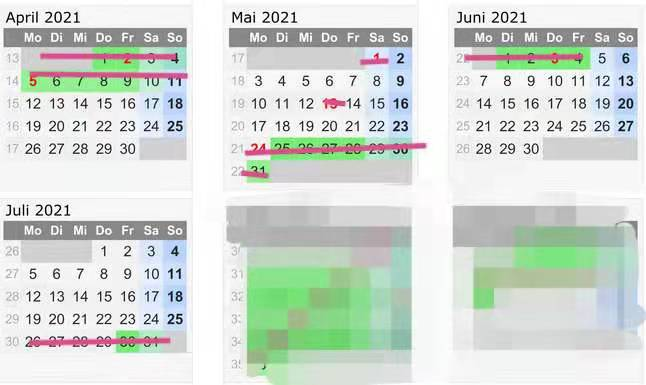 April 2021
Mo Di Mi Do Fr Sa So
13 1 2 3 4
14 5 6 7 8 9 10 11
15 12 13 14 15 16 17 18
16 19 20 21 22 23 24 25
17 26 27 28 29 30
Mai 2021
Mo Di Mi Do Fr Sa So
17 1 2
18 3 4 5 6 7 8 9
19 10 11 12 13 14 15 16
20 17 18 19 20 21 22 23
21 24 25 26 27 28 29 30
22 31
Juni 2021
Mo Di Mi Do Fr Sa So
1 2 3 4 5 6
23 7 8 9 10 11 12 13
24 14 15 16 17 18 19 20
25 21 22 23 24 25 26 27
26 28 29 30
Juli 2021
Mo Di Mi Do Fr Sa So
26 1 2 3 4
27 5 6 7 8 9 10 11
28 12 13 14 15 16 17 18
29 19 20 21 22 23 24 25
30 26 27 28 29 30 31
31
32
33
34